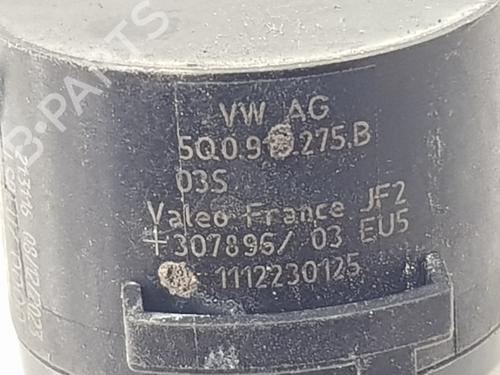 VW AG
03S
Valeo France JF2
+307896/ 03 EU5
1112230125
B-PARTS